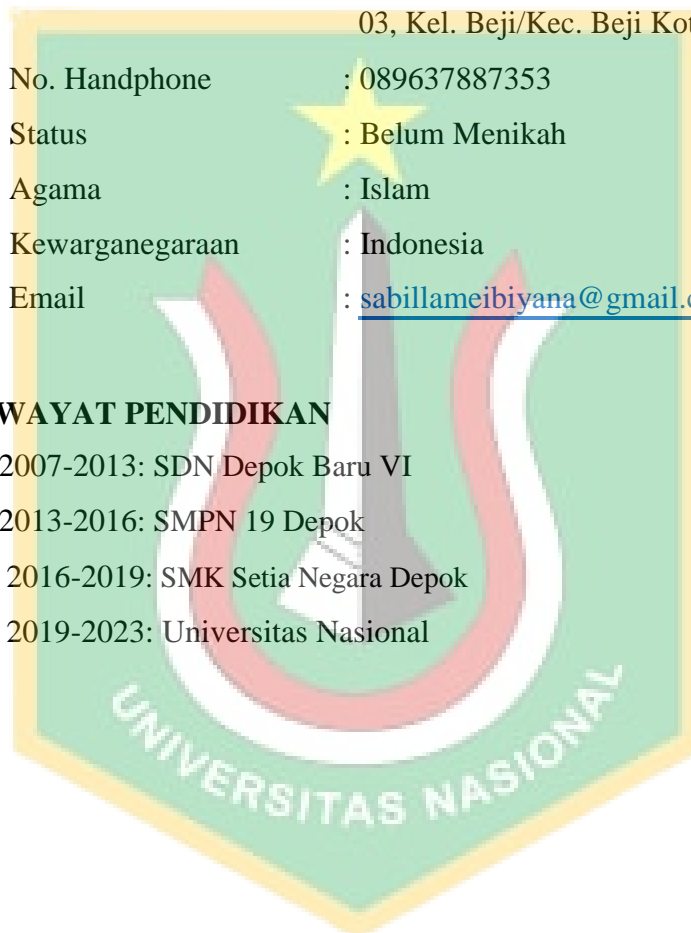 03, Kel. Beji/Kec. Beji Kot
No. Handphone : 089637887353
Status : Belum Menikah
Agama : Islam
Kewarganegaraan : Indonesia
Email : sabillameibiyana@gmail.c
WAYAT PENDIDIKAN
2007-2013: SDN Depok Baru VI
2013-2016: SMPN 19 Depok
2016-2019: SMK Setia Negara Depok
2019-2023: Universitas Nasional
UNIVERSITAS NASIONAL